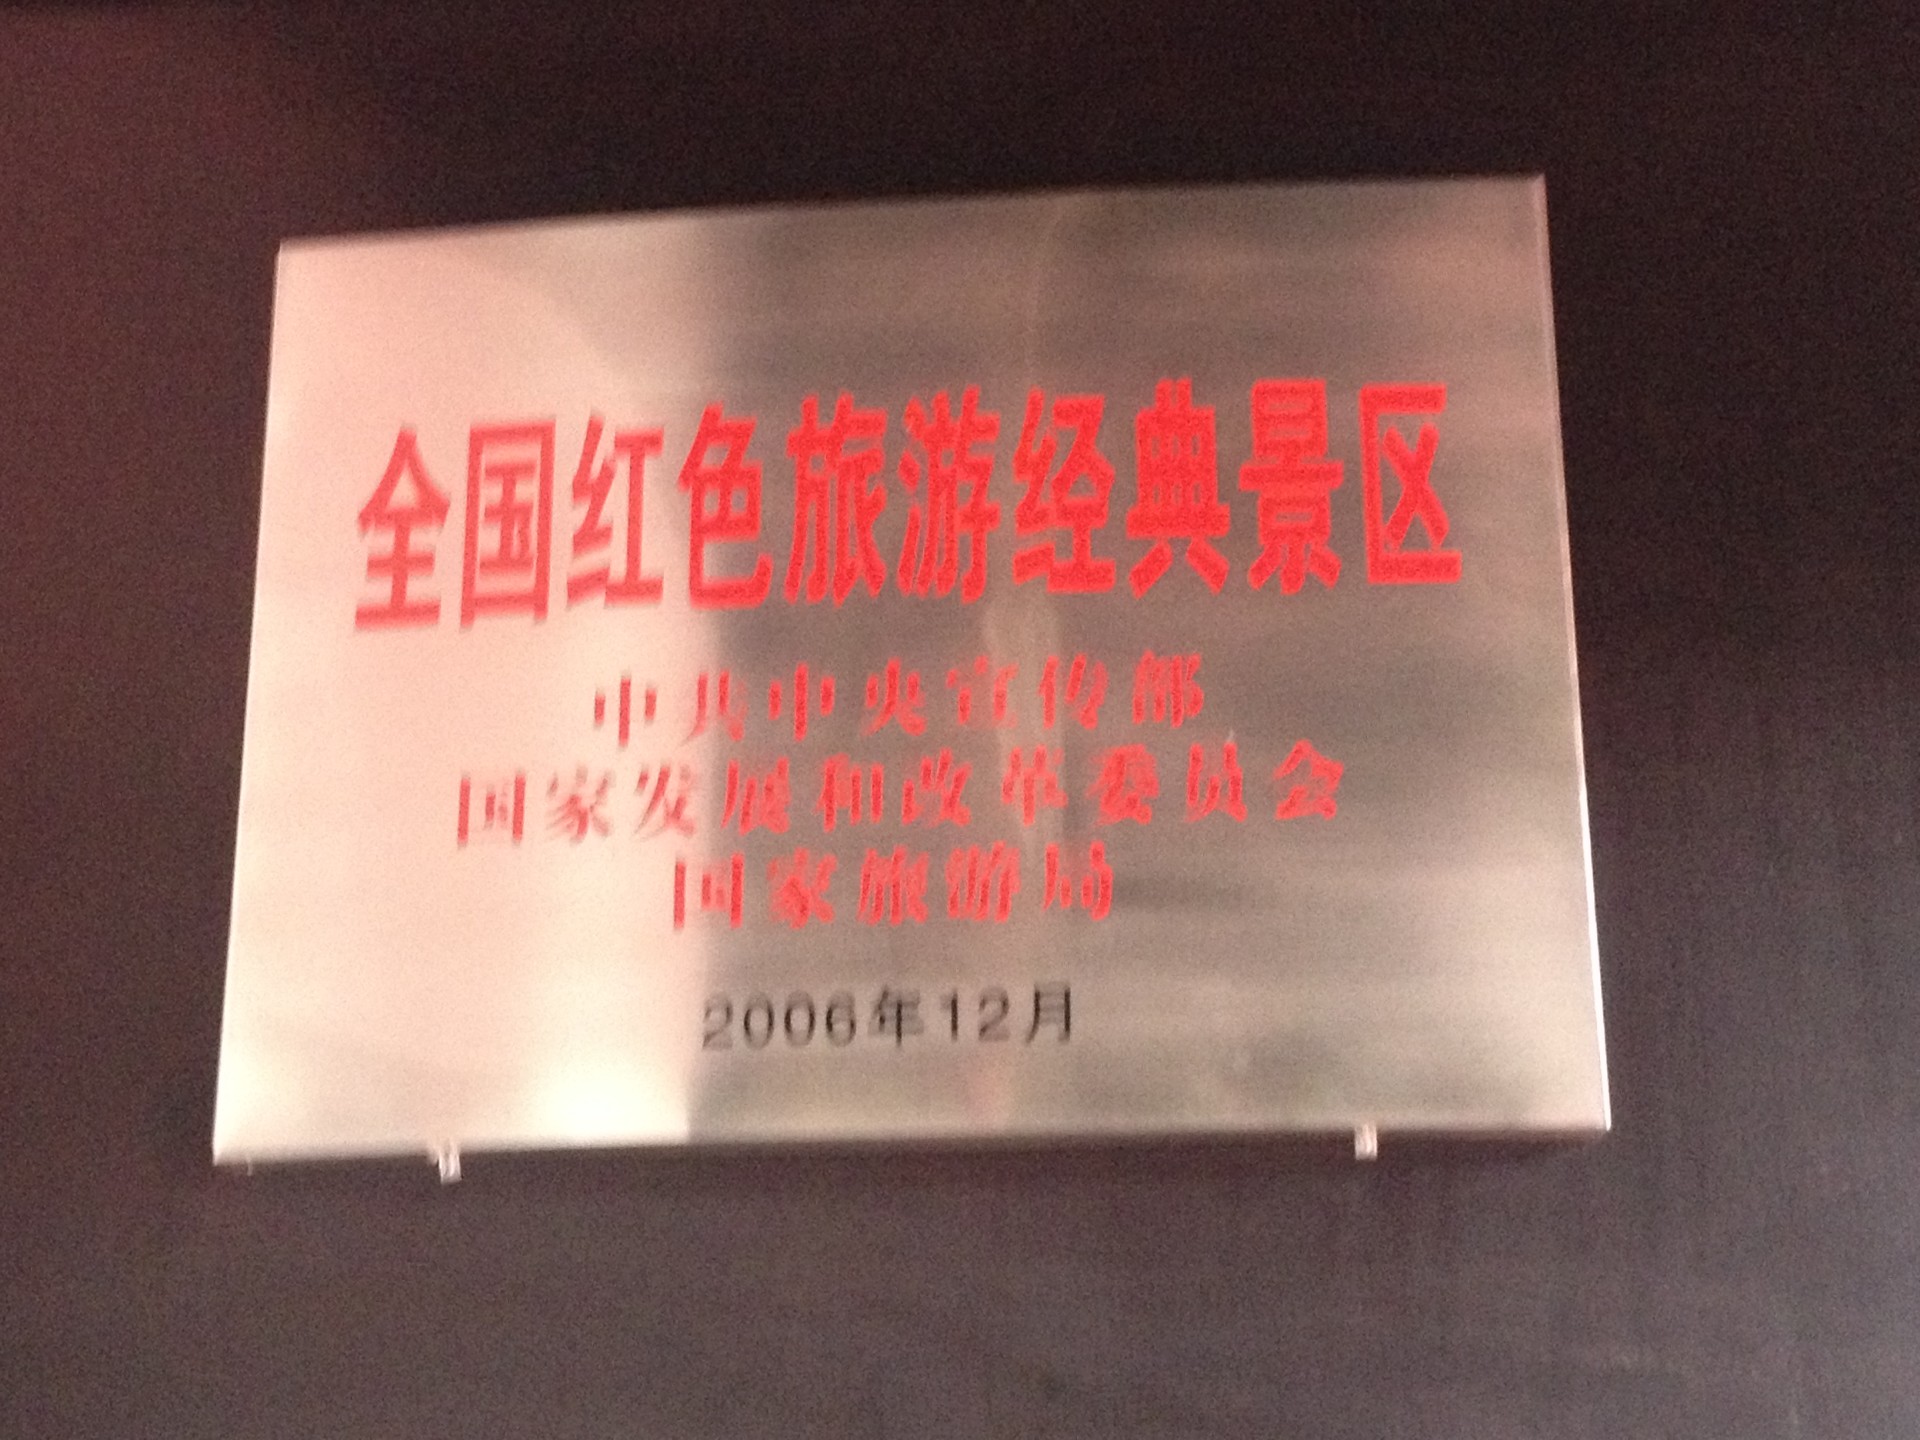 全国红色旅游经典景区
中共中央宣传部
国家发展和改革委员会
国家旅游局
2006年12月